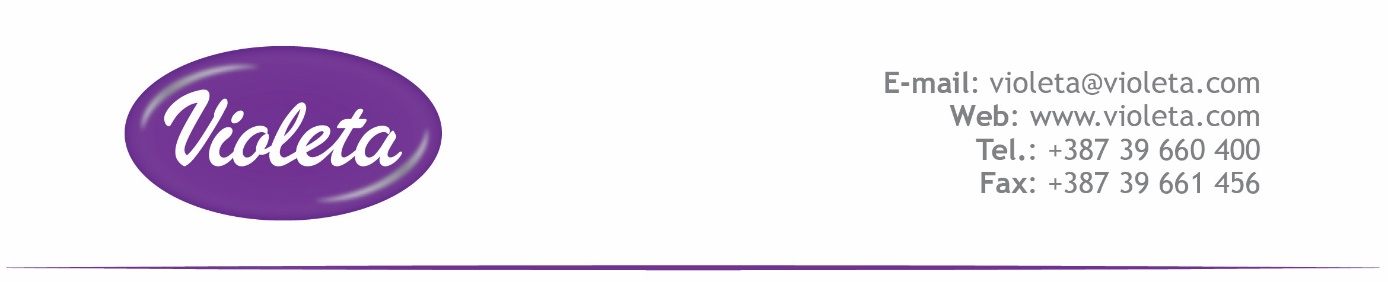 Violeta
E-mail: violeta@violeta.com
Web: www.violeta.com
Tel.: +387 39 660 400
Fax: +387 39 661 456